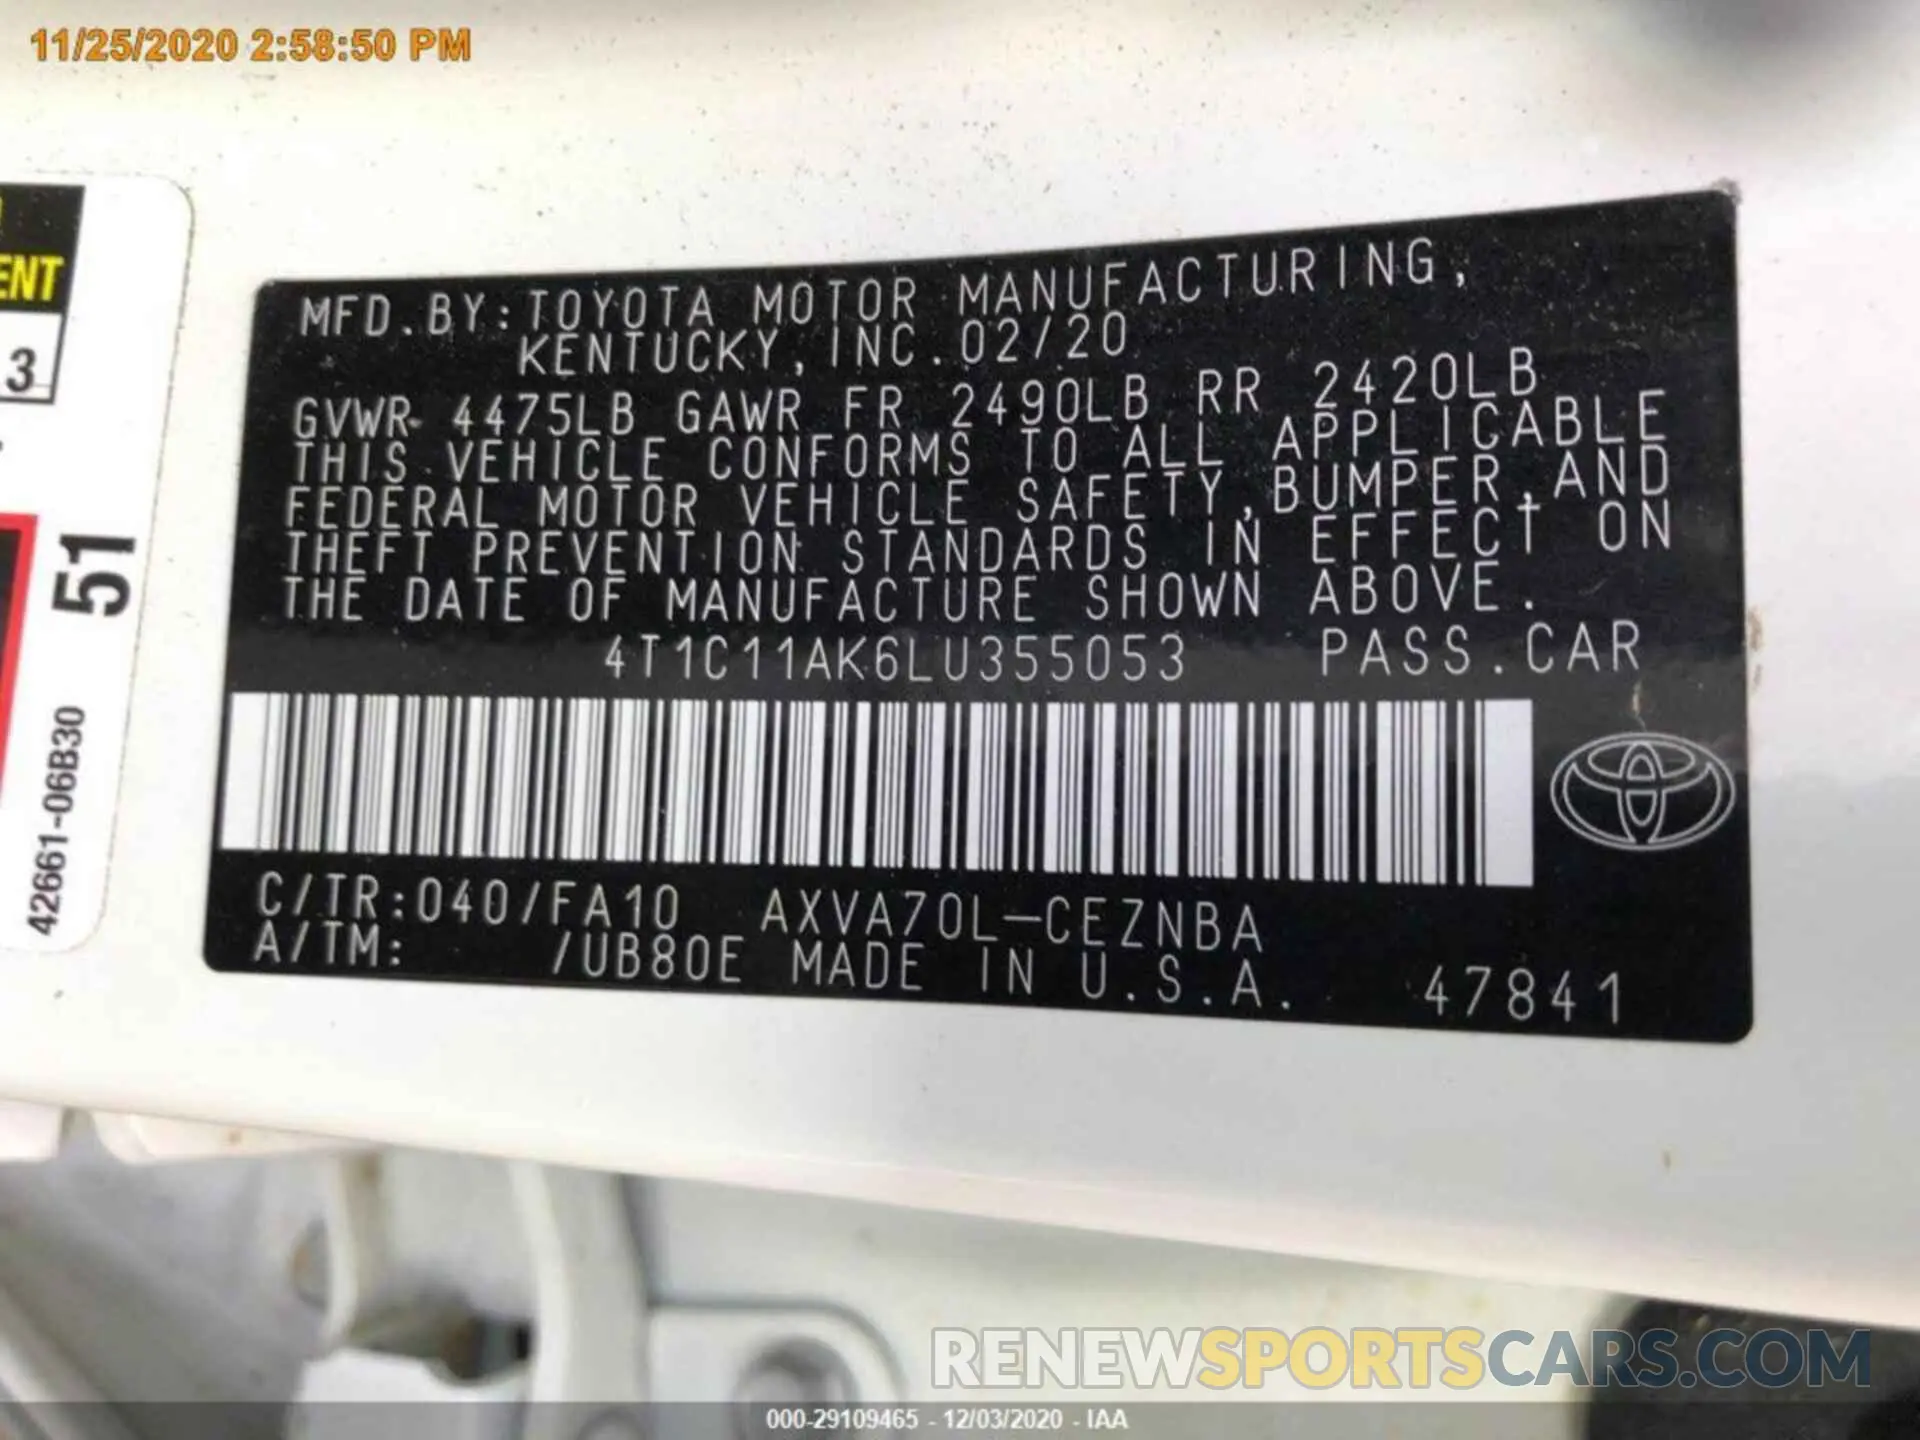 11/25/2020 2:58:50 PM
ENT
3
51
42661-06B30
MFD.BY:TOYOTA MOTOR MANUFACTURING,
KENTUCKY, INC. 02/20
GVWR 4475LB GAWR FR 2490LB RR 2420LB
THIS VEHICLE CONFORMS TO ALL APPLICABLE
FEDERAL MOTOR VEHICLE SAFETY,BUMPER,AND
THEFT PREVENTION STANDARDS IN EFFECT ON
THE DATE OF MANUFACTURE SHOWN ABOVE.
4T1C11AK6LU355053 PASS.CAR
C/TR:040/FA10 AXVA70L-CEZNBA
A/TM: /UB80E MADE IN U.S.A. 47841
RENEWSPORTSCARS.COM
000-29109465 - 12/03/2020 - IAA